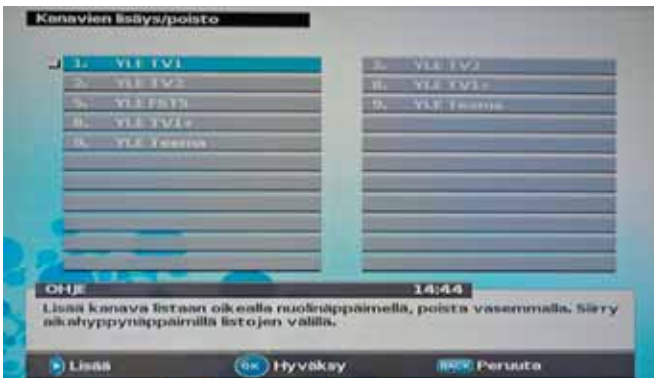 Kanavien lisäys/poisto
1. YLE TV1
2. YLE TV2
5. YLE FST5
8. YLE TV1+
9. YLE Teema
2. YLE TV2
8. YLE TV1+
9. YLE Teema
OHJE 14:44
Lisää kanava listaan oikealla nuolinäppäimellä, poista vasemmalla. Siirry
aikahyppynäppäimillä listojen välillä.
Lisää OK Hyväksy BACK Peruuta